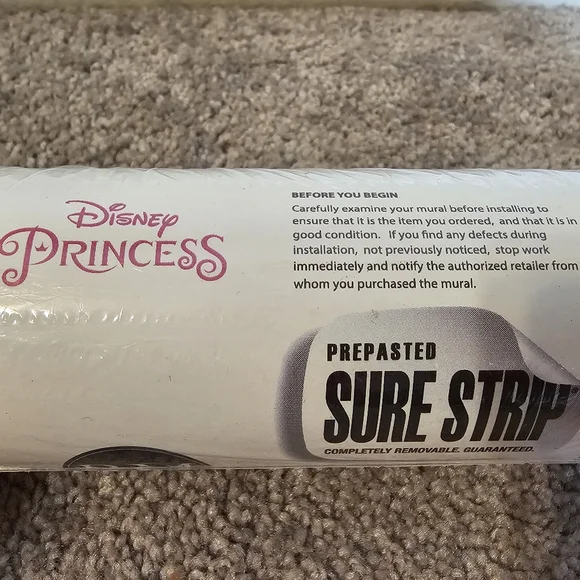 Disney
PRINCESS
BEFORE YOU BEGIN
Carefully examine your mural before installing to
ensure that it is the item you ordered, and that it is in
good condition. If you find any defects during
installation, not previously noticed, stop work
immediately and notify the authorized retailer from
whom you purchased the mural.
PREPASTED
SURE STRIP
COMPLETELY REMOVABLE. GUARANTEED.